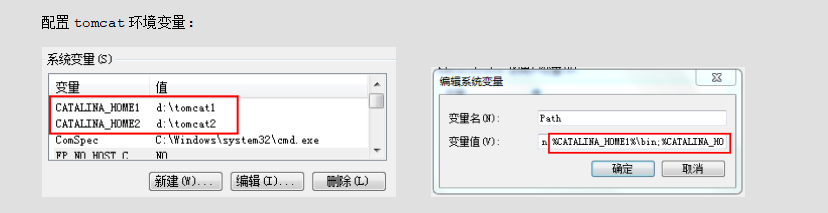 配置 tomcat 环境变量：
系统变量(S)
变量 值
CATALINA_HOME1 d:\tomcat1
CATALINA_HOME2 d:\tomcat2
ComSpec C:\Windows\system32\cmd.exe
FP_NO_HOST_C NO
新建(W)... 编辑(I)... 删除(L)
编辑系统变量
变量名(N): Path
变量值(V): n %CATALINA_HOME1%\bin;%CATALINA_HO
确定 取消